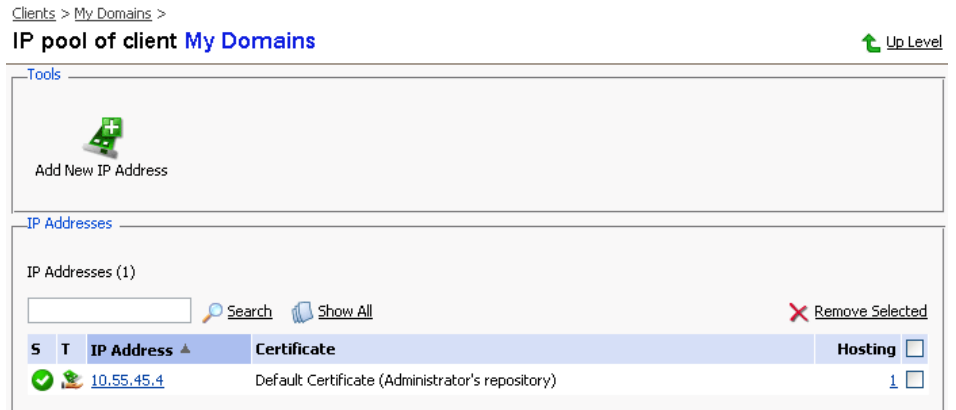 Clients > My Domains >
IP pool of client My Domains
Up Level
Tools
Add New IP Address
IP Addresses
IP Addresses (1)
Search Show All Remove Selected
S T IP Address Certificate Hosting
10.55.45.4 Default Certificate (Administrator's repository) 1